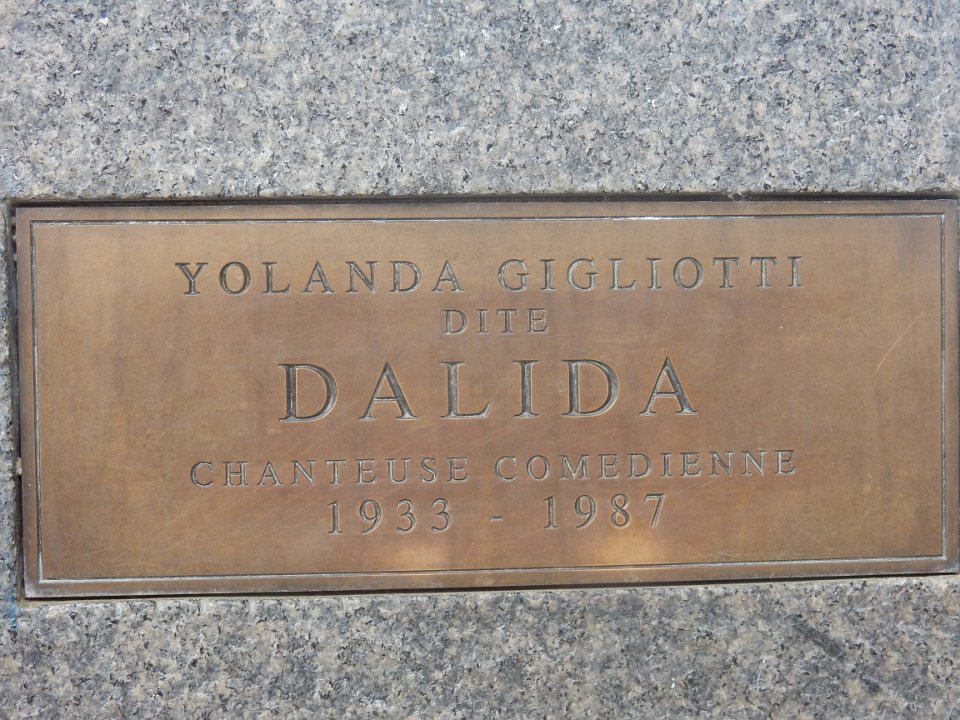 YOLANDA GIGLIOTTI
DITE
DALIDA
CHANTEUSE COMEDIENNE
1933 - 1987